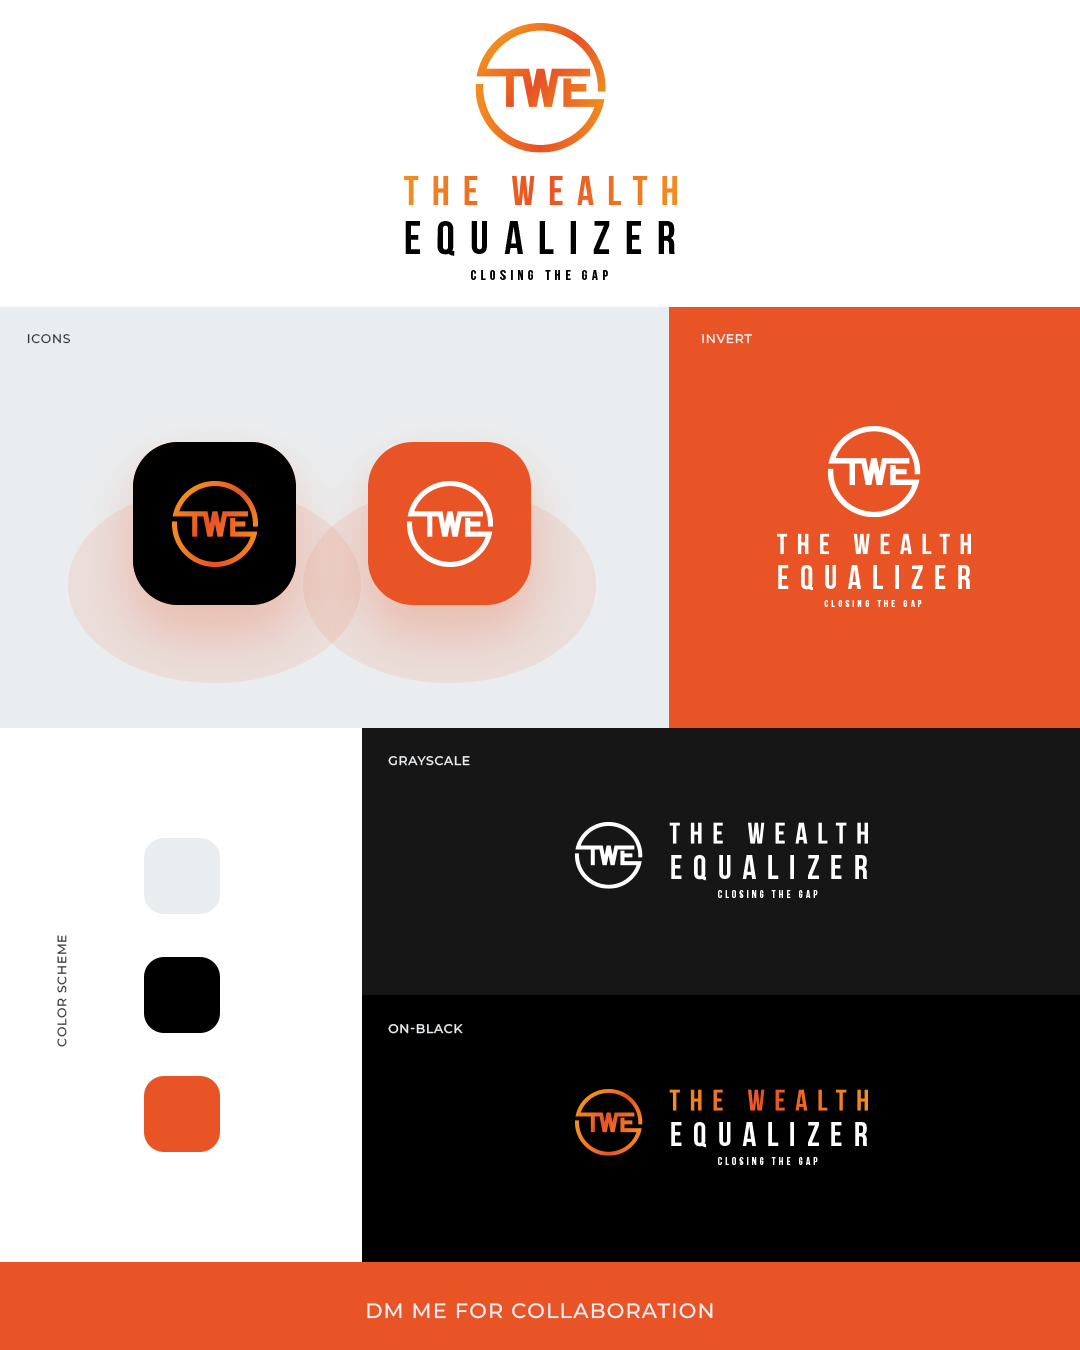 TWE
THE WEALTH
EQUALIZER
CLOSING THE GAP
ICONS
TWE
TWE
INVERT
TWE
THE WEALTH
EQUALIZER
CLOSING THE GAP
COLOR SCHEME
GRAYSCALE
TWE
THE WEALTH
EQUALIZER
CLOSING THE GAP
ON-BLACK
TWE
THE WEALTH
EQUALIZER
CLOSING THE GAP
DM ME FOR COLLABORATION